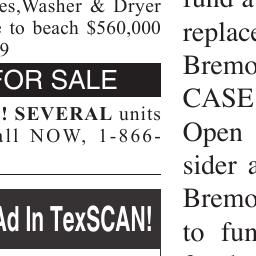 es,Washer & Dryer
to beach $560,000
9
FOR SALE
! SEVERAL units
all NOW, 1-866-
Ad In TexSCAN!
fund a
replace
Bremo
CASE
Open
sider a
Bremo
to fun